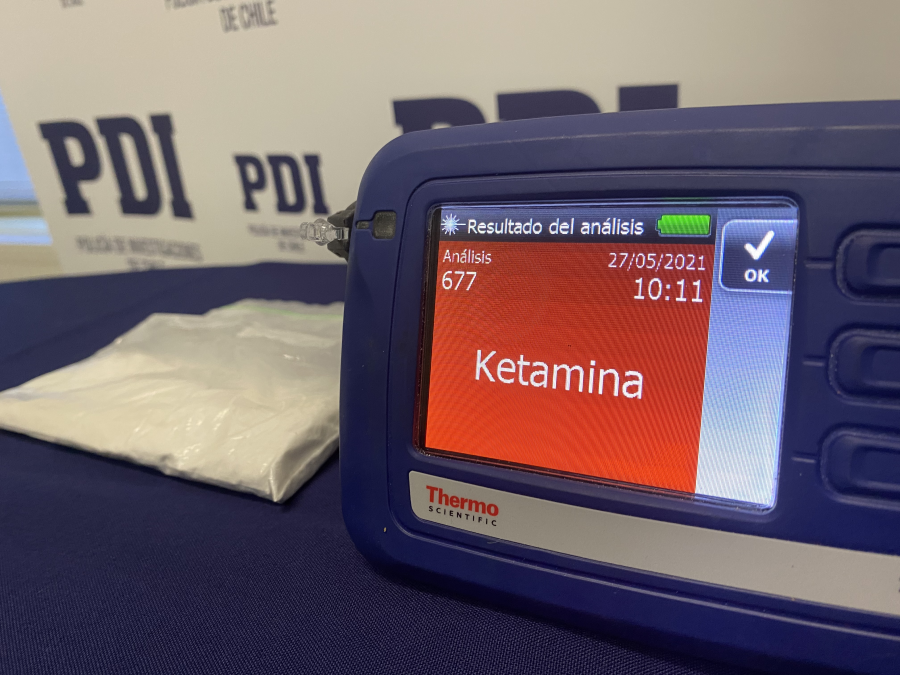 DE CHILE
PDI
PDI
PDI
POLICÍA DE INVESTIGACIONES
Resultado del análisis
OK
Análisis
27/05/2021
677
10:11
Ketamina
Thermo
SCIENTIFIC